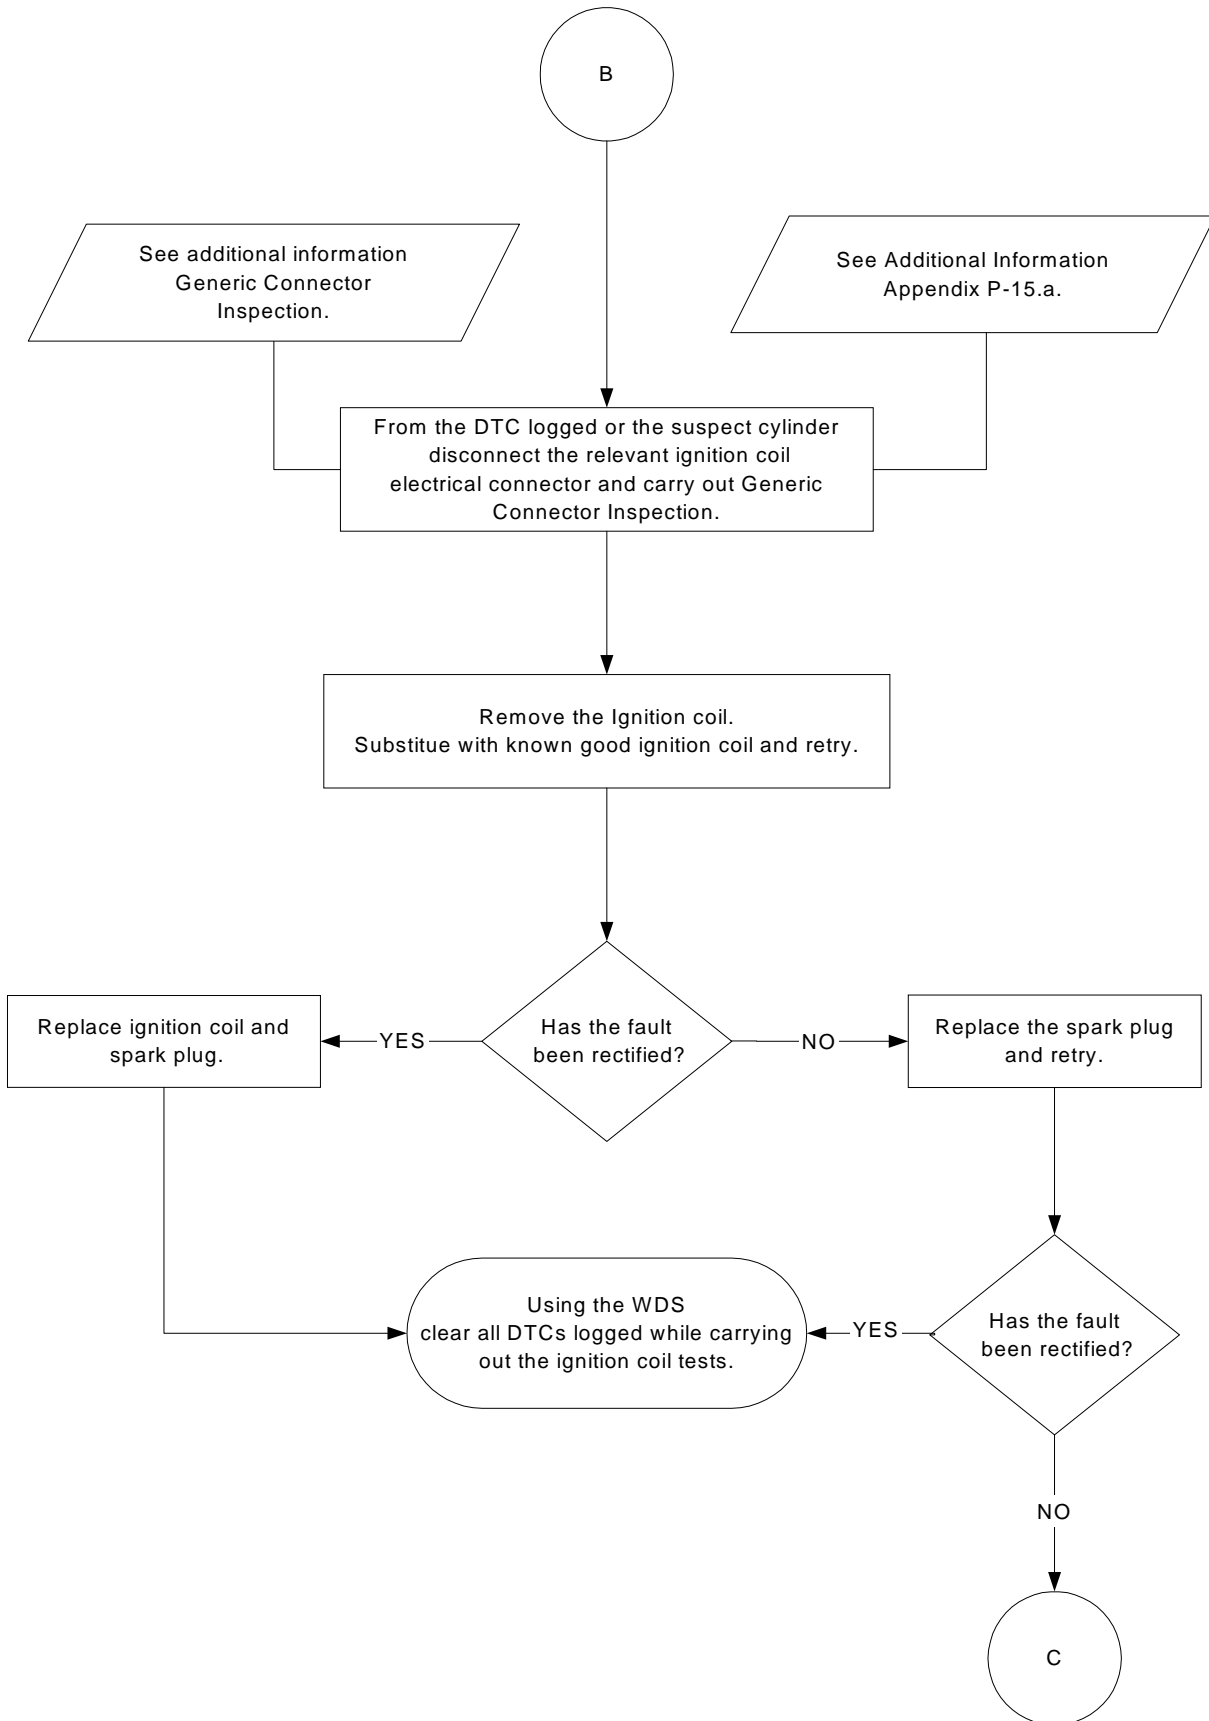 B
See additional information
Generic Connector
Inspection.
See Additional Information
Appendix P-15.a.
From the DTC logged or the suspect cylinder
disconnect the relevant ignition coil
electrical connector and carry out Generic
Connector Inspection.
Remove the Ignition coil.
Substitue with known good ignition coil and retry.
Replace ignition coil and
spark plug.
YES
Has the fault
been rectified?
NO
Replace the spark plug
and retry.
Using the WDS
clear all DTCs logged while carrying
out the ignition coil tests.
YES
Has the fault
been rectified?
NO
C